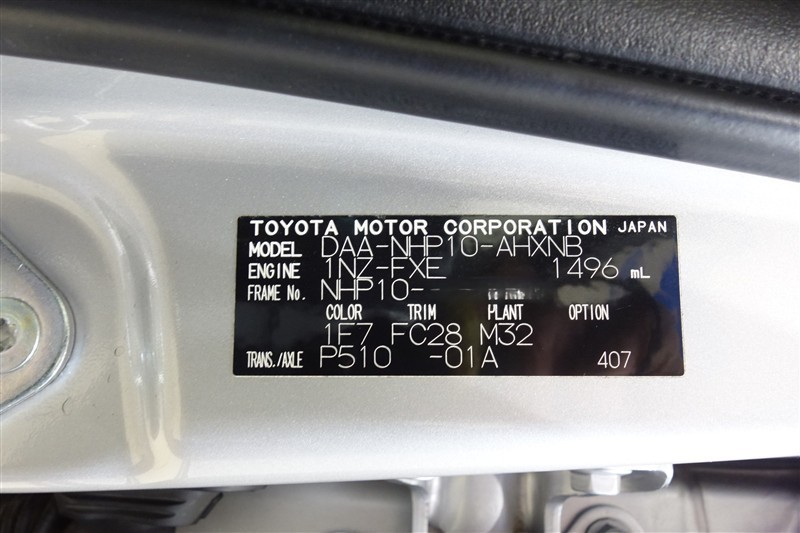 TOYOTA MOTOR CORPORATION JAPAN
MODEL DAA-NHP10-AHXNB
ENGINE 1NZ-FXE 1496 mL
FRAME No. NHP10-
COLOR TRIM PLANT OPTION
1F7 FC28 M32
TRANS./AXLE P510 -01A 407